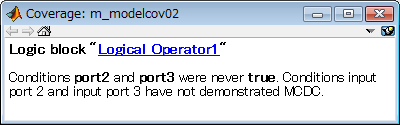 Coverage: m_modelcov02
Logic block "Logical Operator1"
Conditions port2 and port3 were never true. Conditions input
port 2 and input port 3 have not demonstrated MCDC.